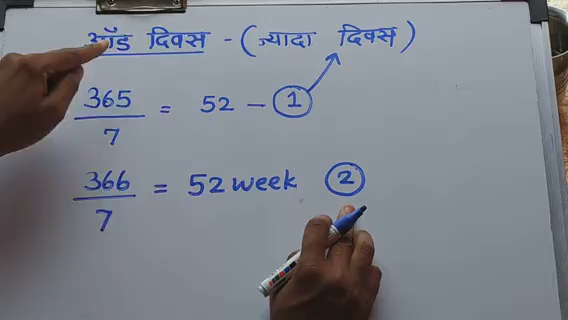 ऑड दिवस - (ज्यादा दिवस)
365/7 = 52 - 1
366/7 = 52 week 2